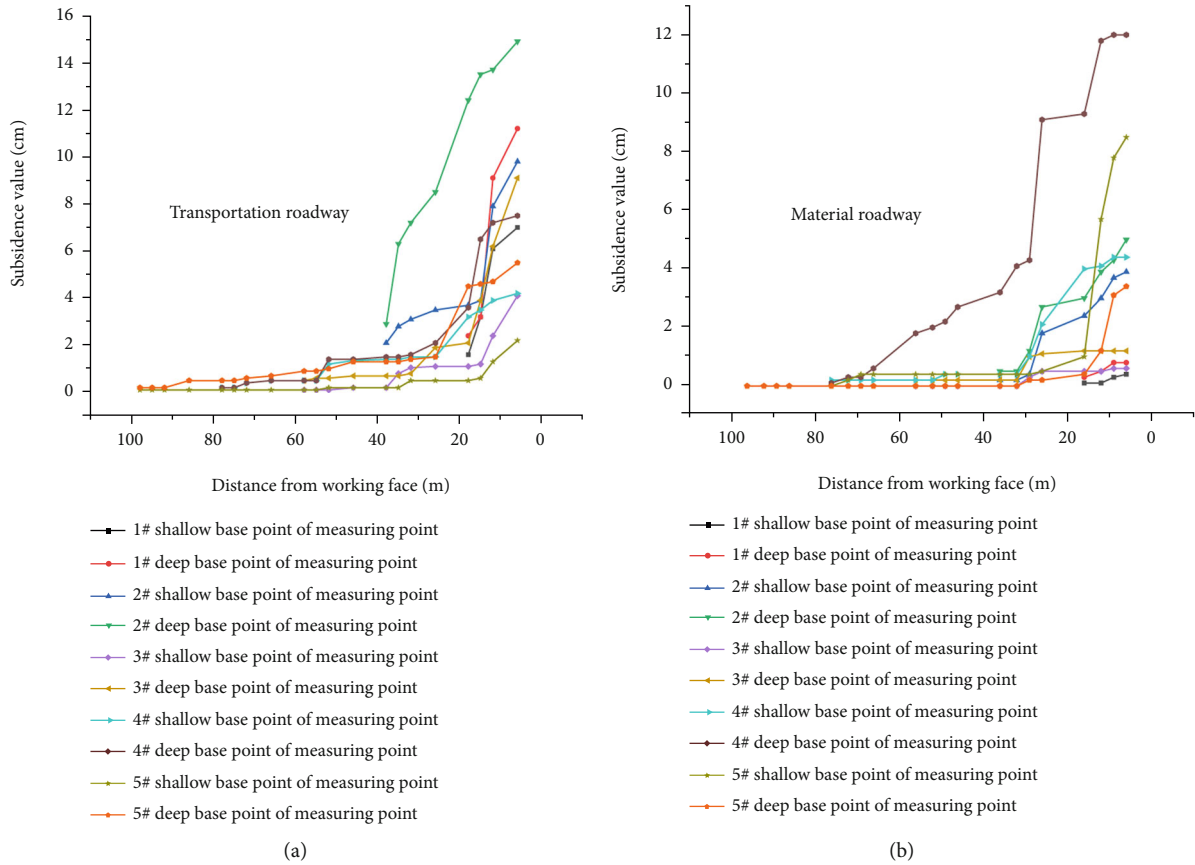 16
14
12
10
8
6
4
2
0
Subsidence value (cm)
Transportation roadway
100
80
60
40
20
0
Distance from working face (m)
1# shallow base point of measuring point
1# deep base point of measuring point
2# shallow base point of measuring point
2# deep base point of measuring point
3# shallow base point of measuring point
3# deep base point of measuring point
4# shallow base point of measuring point
4# deep base point of measuring point
5# shallow base point of measuring point
5# deep base point of measuring point
(a)
12
10
8
6
4
2
0
Subsidence value (cm)
Material roadway
100
80
60
40
20
0
Distance from working face (m)
1# shallow base point of measuring point
1# deep base point of measuring point
2# shallow base point of measuring point
2# deep base point of measuring point
3# shallow base point of measuring point
3# deep base point of measuring point
4# shallow base point of measuring point
4# deep base point of measuring point
5# shallow base point of measuring point
5# deep base point of measuring point
(b)